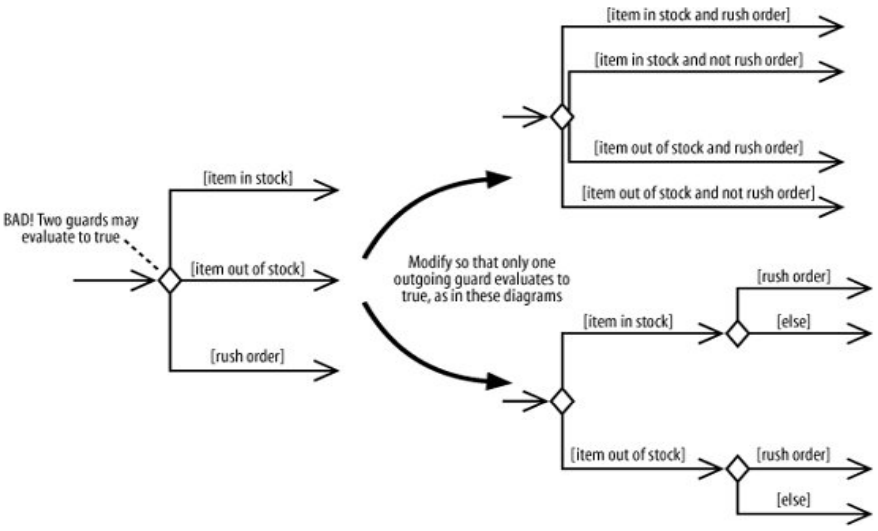 [item in stock and rush order]
[item in stock and not rush order]
[item out of stock and rush order]
[item out of stock and not rush order]
[item in stock]
BAD! Two guards may
evaluate to true
[item out of stock]
[rush order]
Modify so that only one
outgoing guard evaluates to
true, as in these diagrams
[rush order]
[item in stock]
[else]
[item out of stock]
[rush order]
[else]